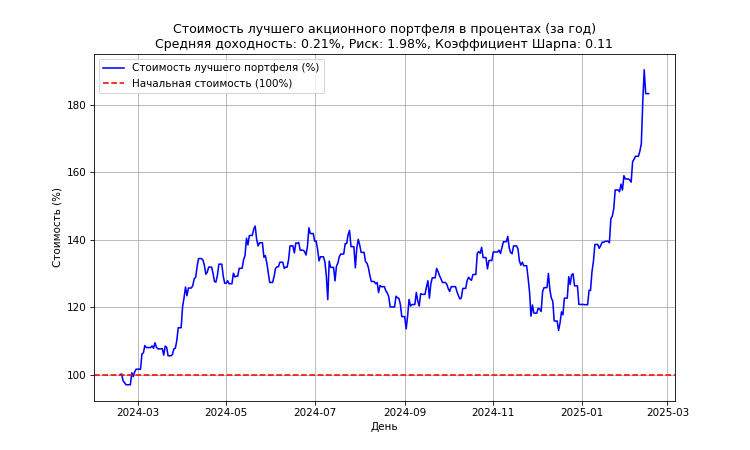 Стоимость лучшего акционного портфеля в процентах (за год)
Средняя доходность: 0.21%, Риск: 1.98%, Коэффициент Шарпа: 0.11
Стоимость лучшего портфеля (%)
Начальная стоимость (100%)
Стоимость (%)
180
160
140
120
100
2024-03
2024-05
2024-07
2024-09
2024-11
2025-01
2025-03
День